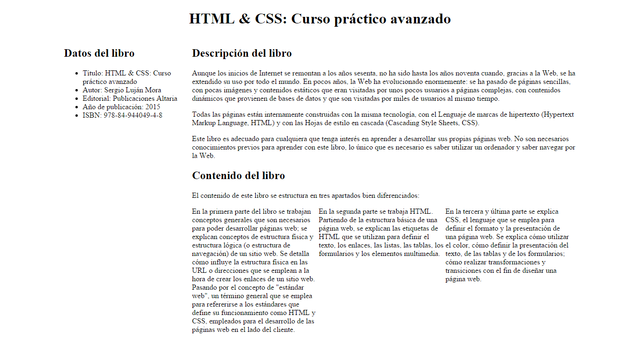 HTML & CSS: Curso práctico avanzado
Datos del libro
Título: HTML & CSS: Curso
práctico avanzado
Autor: Sergio Luján Mora
Editorial: Publicaciones Altaria
Año de publicación: 2015
ISBN: 978-84-944049-4-8
Descripción del libro
Aunque los inicios de Internet se remontan a los años sesenta, no ha sido hasta los años noventa cuando, gracias a la Web, se ha
extendido su uso por todo el mundo. En pocos años, la Web ha evolucionado enormemente: se ha pasado de páginas sencillas,
con pocas imágenes y contenidos estáticos que eran visitadas por unos pocos usuarios a páginas complejas, con contenidos
dinámicos que provienen de bases de datos y que son visitadas por miles de usuarios al mismo tiempo.
Todas las páginas están internamente construidas con la misma tecnología, con el Lenguaje de marcas de hipertexto (Hypertext
Markup Language, HTML) y con las Hojas de estilo en cascada (Cascading Style Sheets, CSS).
Este libro es adecuado para cualquiera que tenga interés en aprender a desarrollar sus propias páginas web. No son necesarios
conocimientos previos para aprender con este libro, lo único que es necesario es saber utilizar un ordenador y saber navegar por
la Web.
Contenido del libro
El contenido de este libro se estructura en tres apartados bien diferenciados:
En la primera parte del libro se trabajan
conceptos generales que son necesarios
para poder desarrollar páginas web; se
explican conceptos de estructura física y
estructura lógica (o estructura de
navegación) de un sitio web. Se detalla
cómo influye la estructura física en las
URL o direcciones que se emplean a la
hora de crear los enlaces de un sitio web.
Pasando por el concepto de "estándar
web", un término general que se emplea
para referirse a los estándares que
define su funcionamiento como HTML y
CSS, empleados para el desarrollo de las
páginas web en el lado del cliente.
En la segunda parte se trabaja HTML.
Partiendo de la estructura básica de una
página web, se explican las etiquetas de
HTML que se utilizan para definir el
texto, los enlaces, las listas, las tablas, los
formularios y los elementos multimedia.
En la tercera y última parte se explica
CSS, el lenguaje que se emplea para
definir el formato y la presentación de
una página web. Se explica cómo utilizar
el color, cómo definir la presentación del
texto, de las tablas y de los formularios;
cómo realizar transformaciones y
transiciones con el fin de diseñar una
página web.